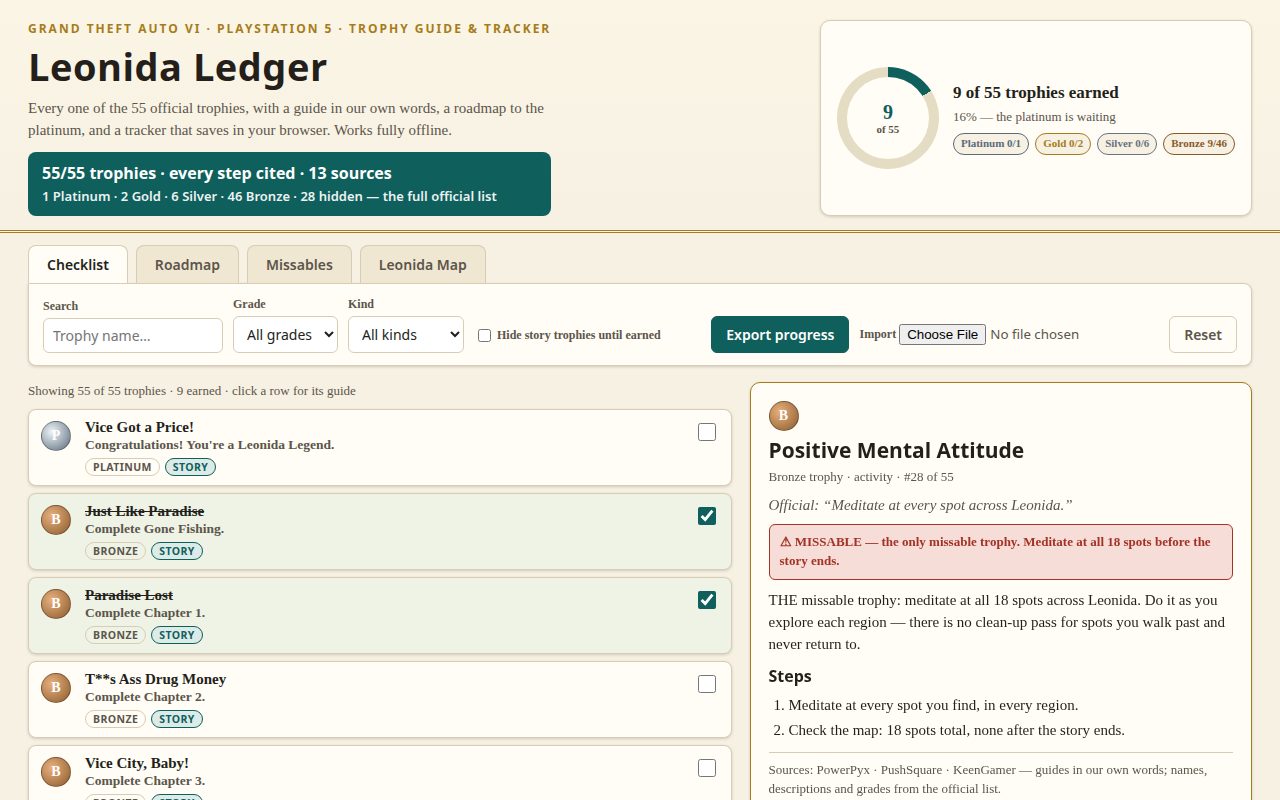 GRAND THEFT AUTO VI · PLAYSTATION 5 · TROPHY GUIDE & TRACKER
Leonida Ledger
Every one of the 55 official trophies, with a guide in our own words, a roadmap to the
platinum, and a tracker that saves in your browser. Works fully offline.
55/55 trophies · every step cited · 13 sources
1 Platinum · 2 Gold · 6 Silver · 46 Bronze · 28 hidden — the full official list
9
of 55
9 of 55 trophies earned
16% — the platinum is waiting
Platinum 0/1 Gold 0/2 Silver 0/6 Bronze 9/46
Checklist Roadmap Missables Leonida Map
Search
Trophy name...
Grade
All grades
Kind
All kinds
Hide story trophies until earned
Export progress
Import Choose File No file chosen
Reset
Showing 55 of 55 trophies · 9 earned · click a row for its guide
P
Vice Got a Price!
Congratulations! You're a Leonida Legend.
PLATINUM STORY
B
Just Like Paradise
Complete Gone Fishing.
BRONZE STORY
B
Paradise Lost
Complete Chapter 1.
BRONZE STORY
B
T**s Ass Drug Money
Complete Chapter 2.
BRONZE STORY
B
Vice City, Baby!
Complete Chapter 3.
BRONZE STORY
B
Positive Mental Attitude
Bronze trophy · activity · #28 of 55
Official: “Meditate at every spot across Leonida.”
⚠ MISSABLE — the only missable trophy. Meditate at all 18 spots before the
story ends.
THE missable trophy: meditate at all 18 spots across Leonida. Do it as you
explore each region — there is no clean-up pass for spots you walk past and
never return to.
Steps
1. Meditate at every spot you find, in every region.
2. Check the map: 18 spots total, none after the story ends.
Sources: PowerPyx · PushSquare · KeenGamer — guides in our own words; names,
descriptions and grades from the official list.